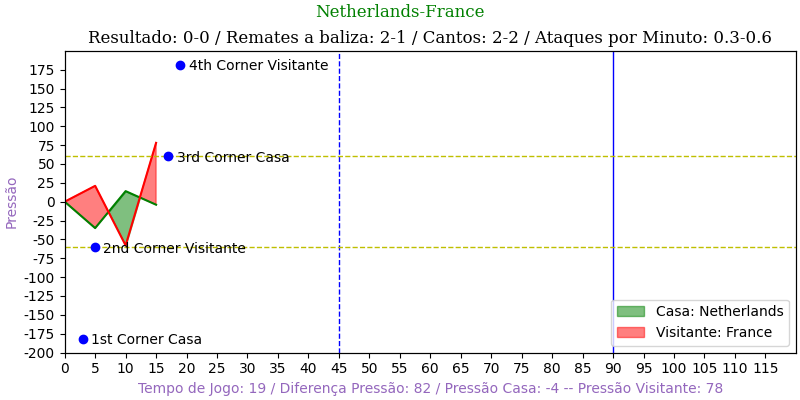 Netherlands-France
Resultado: 0-0 / Remates a baliza: 2-1 / Cantos: 2-2 / Ataques por Minuto: 0.3-0.6
Pressão
175
150
125
100
75
50
25
0
-25
-50
-75
-100
-125
-150
-175
-200
4th Corner Visitante
3rd Corner Casa
2nd Corner Visitante
1st Corner Casa
Casa: Netherlands
Visitante: France
0 5 10 15 20 25 30 35 40 45 50 55 60 65 70 75 80 85 90 95 100 105 110 115
Tempo de Jogo: 19 / Diferença Pressão: 82 / Pressão Casa: -4 -- Pressão Visitante: 78